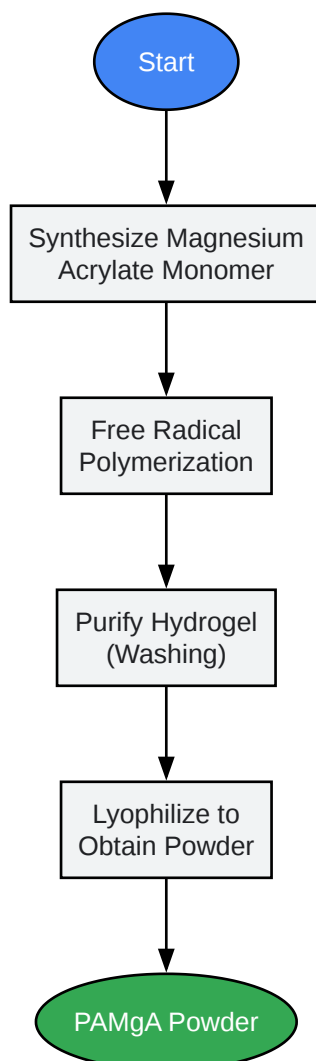 Start
Synthesize Magnesium
Acrylate Monomer
Free Radical
Polymerization
Purify Hydrogel
(Washing)
Lyophilize to
Obtain Powder
PAMgA Powder